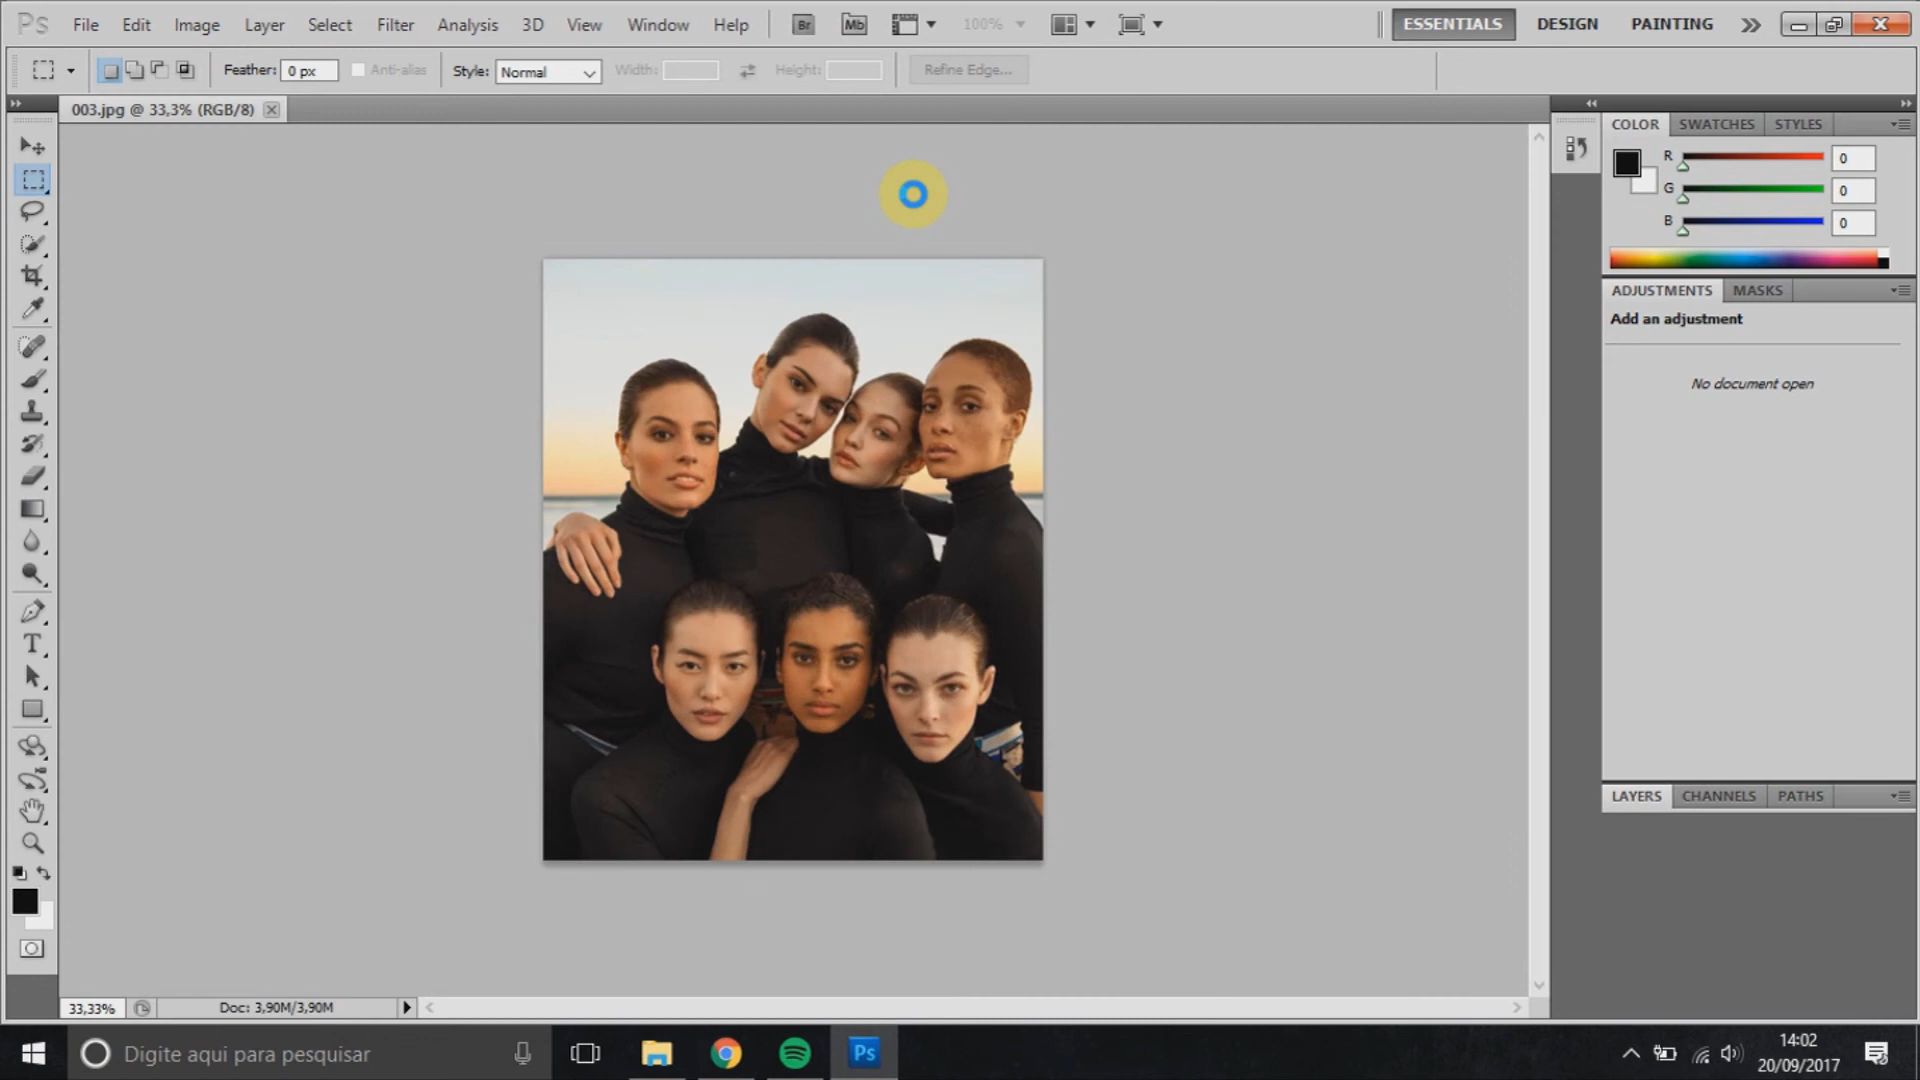 Ps File Edit Image Layer Select Filter Analysis 3D View Window Help Br Mb 100% ESSENTIALS DESIGN PAINTING
Feather: 0 px Anti-alias Style: Normal Width: Height: Refine Edge...
003.jpg @ 33,3% (RGB/8)
COLOR SWATCHES STYLES
R 0
G 0
B 0
ADJUSTMENTS MASKS
Add an adjustment
No document open
LAYERS CHANNELS PATHS
T
33,33% Doc: 3,90M/3,90M
Digite aqui para pesquisar
Ps
14:02
20/09/2017